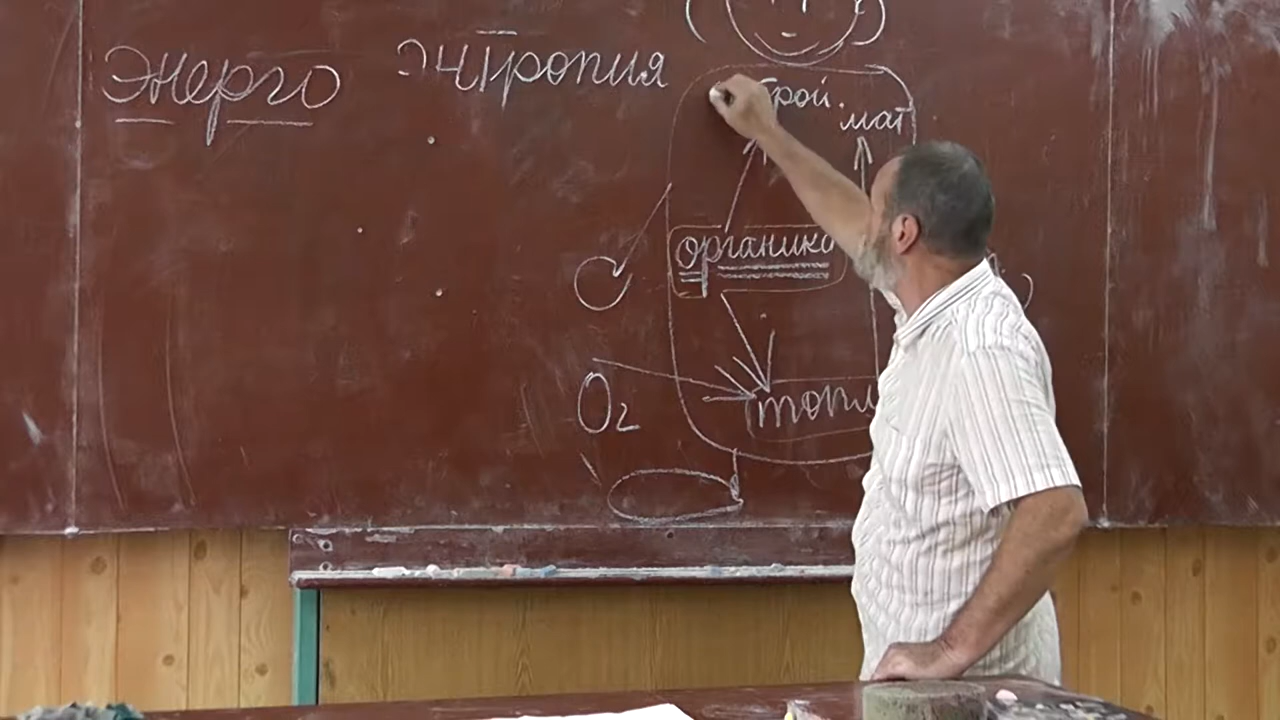 Энерго
Энтропия
строй.
мат
органика
O₂
топл